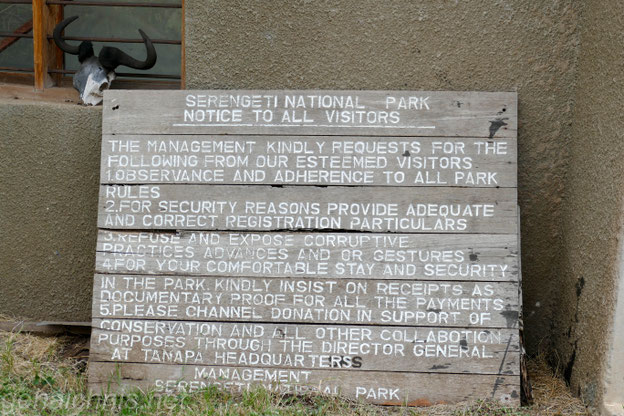 SERENGETI NATIONAL PARK
NOTICE TO ALL VISITORS
THE MANAGEMENT KINDLY REQUESTS FOR THE
FOLLOWING FROM OUR ESTEEMED VISITORS
1.OBSERVANCE AND ADHERENCE TO ALL PARK
RULES
2.FOR SECURITY REASONS PROVIDE ADEQUATE
AND CORRECT REGISTRATION PARTICULARS
3.REFUSE AND EXPOSE CORRUPTIVE
PRACTICES ADVANCES AND OR GESTURES
4.FOR YOUR COMFORTABLE STAY AND SECURITY
IN THE PARK. KINDLY INSIST ON RECEIPTS AS
DOCUMENTARY PROOF FOR ALL THE PAYMENTS
5.PLEASE CHANNEL DONATION IN SUPPORT OF
CONSERVATION AND ALL OTHER COLLABOTION
PURPOSES THROUGH THE DIRECTOR GENERAL
AT TANAPA HEADQUARTERSS
MANAGEMENT
SERENGETI NATIONAL PARK